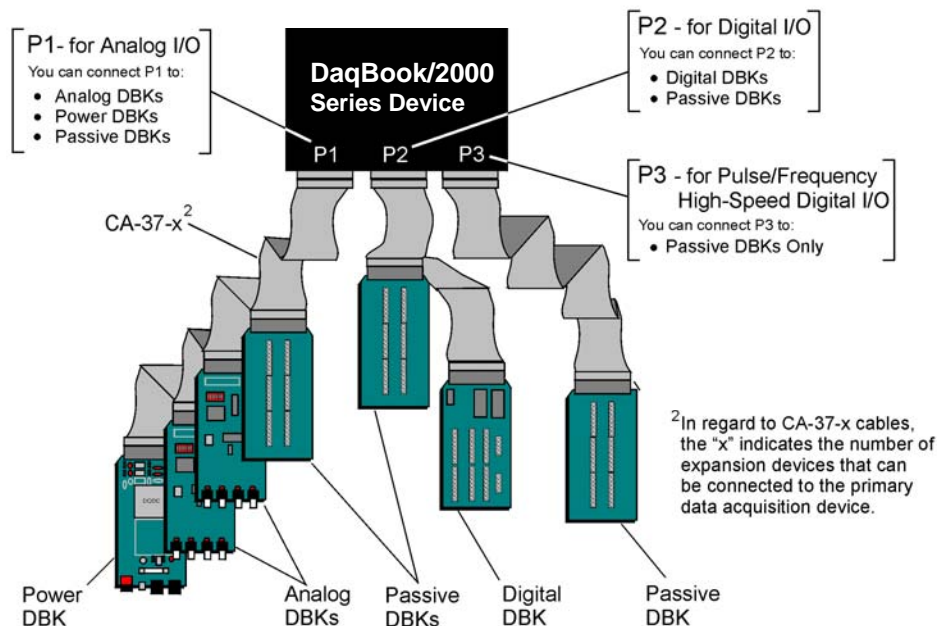 P1 - for Analog I/O
You can connect P1 to:
• Analog DBKs
• Power DBKs
• Passive DBKs
DaqBook/2000
Series Device
P1 P2 P3
P2 - for Digital I/O
You can connect P2 to:
• Digital DBKs
• Passive DBKs
P3 - for Pulse/Frequency
High-Speed Digital I/O
You can connect P3 to:
• Passive DBKs Only
CA-37-x²
DC/DC
²In regard to CA-37-x cables,
the “x” indicates the number of
expansion devices that can
be connected to the primary
data acquisition device.
Power
DBK
Analog
DBKs
Passive
DBKs
Digital
DBK
Passive
DBK